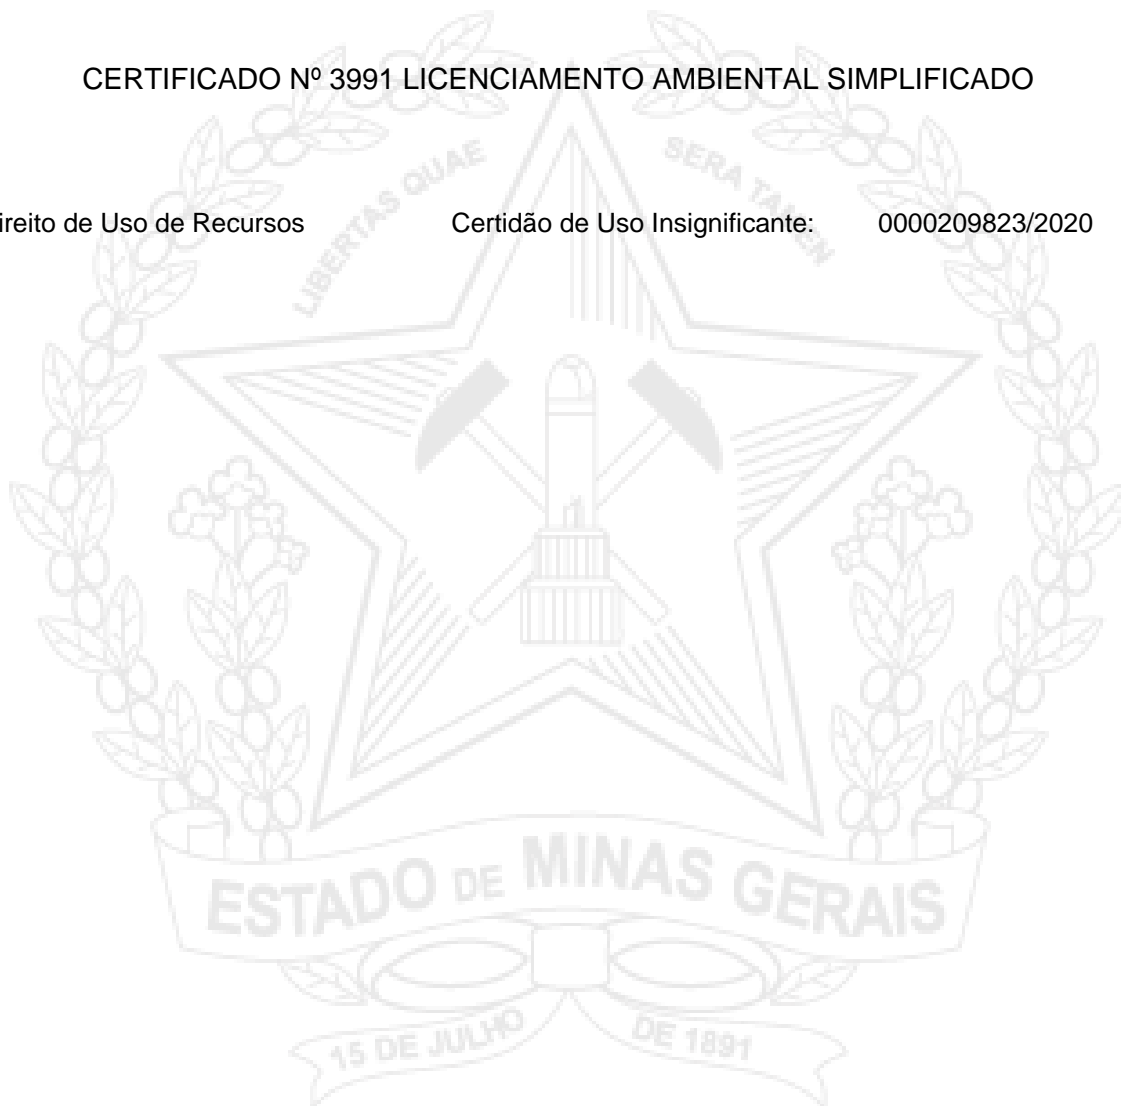 CERTIFICADO Nº 3991 LICENCIAMENTO AMBIENTAL SIMPLIFICADO
LIBERTAS QUAE SERA TAMEN
ireito de Uso de Recursos Certidão de Uso Insignificante: 0000209823/2020
ESTADO DE MINAS GERAIS
15 DE JULHO DE 1891